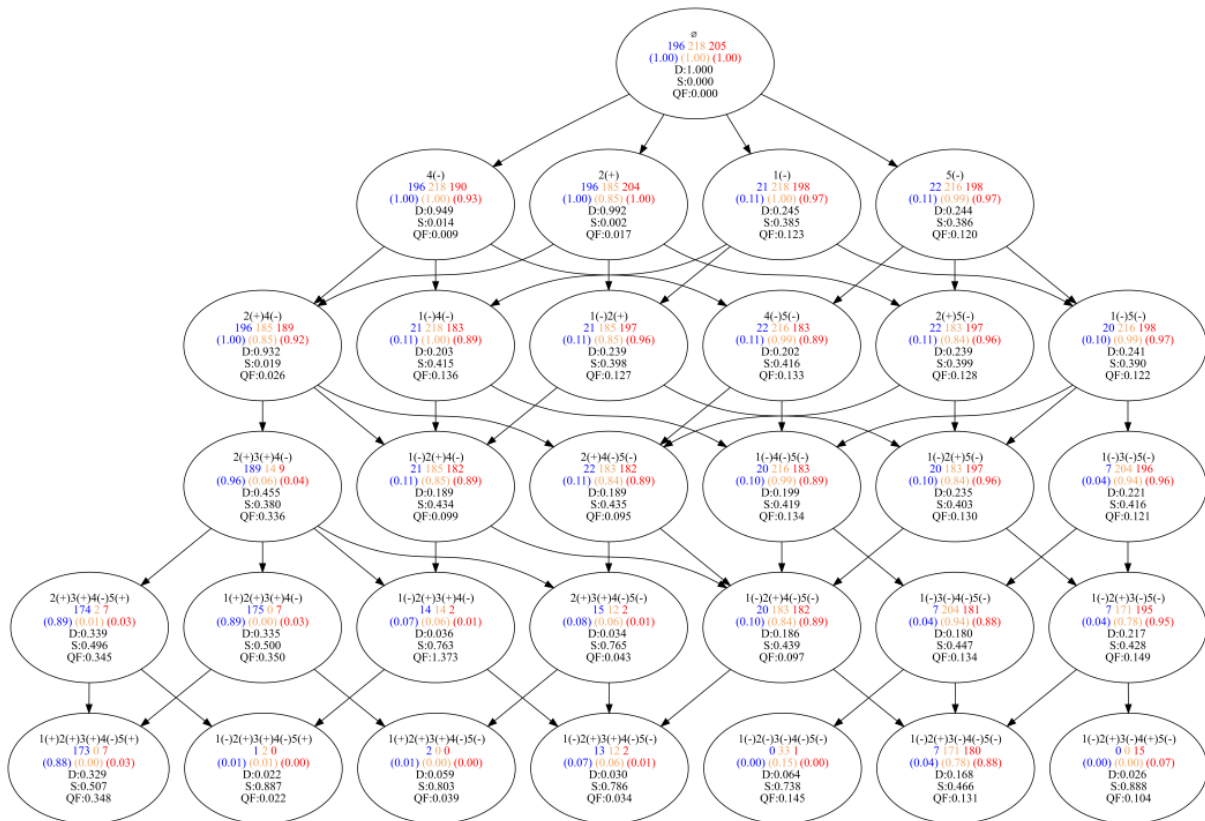 ø
196 218 205
(1.00) (1.00) (1.00)
D:1.000
S:0.000
QF:0.000
4(-)
196 218 190
(1.00) (1.00) (0.93)
D:0.949
S:0.014
QF:0.009
2(+)
196 185 204
(1.00) (0.85) (1.00)
D:0.992
S:0.002
QF:0.017
1(-)
21 218 198
(0.11) (1.00) (0.97)
D:0.245
S:0.385
QF:0.123
5(-)
22 216 198
(0.11) (0.99) (0.97)
D:0.244
S:0.386
QF:0.120
2(+)4(-)
196 185 189
(1.00) (0.85) (0.92)
D:0.932
S:0.019
QF:0.026
1(-)4(-)
21 218 183
(0.11) (1.00) (0.89)
D:0.203
S:0.415
QF:0.136
1(-)2(+)
21 185 197
(0.11) (0.85) (0.96)
D:0.239
S:0.398
QF:0.127
4(-)5(-)
22 216 183
(0.11) (0.99) (0.89)
D:0.202
S:0.416
QF:0.133
2(+)5(-)
22 183 197
(0.11) (0.84) (0.96)
D:0.239
S:0.399
QF:0.128
1(-)5(-)
20 216 198
(0.10) (0.99) (0.97)
D:0.241
S:0.390
QF:0.122
2(+)3(+)4(-)
189 14 9
(0.96) (0.06) (0.04)
D:0.455
S:0.380
QF:0.336
1(-)2(+)4(-)
21 185 182
(0.11) (0.85) (0.89)
D:0.189
S:0.434
QF:0.099
2(+)4(-)5(-)
22 183 182
(0.11) (0.84) (0.89)
D:0.189
S:0.435
QF:0.095
1(-)4(-)5(-)
20 216 183
(0.10) (0.99) (0.89)
D:0.199
S:0.419
QF:0.134
1(-)2(+)5(-)
20 183 197
(0.10) (0.84) (0.96)
D:0.235
S:0.403
QF:0.130
1(-)3(-)5(-)
7 204 196
(0.04) (0.94) (0.96)
D:0.221
S:0.416
QF:0.121
2(+)3(+)4(-)5(+)
174 2 7
(0.89) (0.01) (0.03)
D:0.339
S:0.496
QF:0.345
1(+)2(+)3(+)4(-)
175 0 7
(0.89) (0.00) (0.03)
D:0.335
S:0.500
QF:0.350
1(-)2(+)3(+)4(-)
14 14 2
(0.07) (0.06) (0.01)
D:0.036
S:0.763
QF:1.373
2(+)3(+)4(-)5(-)
15 12 2
(0.08) (0.06) (0.01)
D:0.034
S:0.765
QF:0.043
1(-)2(+)4(-)5(-)
20 183 182
(0.10) (0.84) (0.89)
D:0.186
S:0.439
QF:0.097
1(-)3(-)4(-)5(-)
7 204 181
(0.04) (0.94) (0.88)
D:0.180
S:0.447
QF:0.134
1(-)2(+)3(-)5(-)
7 171 195
(0.04) (0.78) (0.95)
D:0.217
S:0.428
QF:0.149
1(+)2(+)3(+)4(-)5(+)
173 0 7
(0.88) (0.00) (0.03)
D:0.329
S:0.507
QF:0.348
1(-)2(+)3(+)4(-)5(+)
1 2 0
(0.01) (0.01) (0.00)
D:0.022
S:0.887
QF:0.022
1(+)2(+)3(+)4(-)5(-)
2 0 0
(0.01) (0.00) (0.00)
D:0.059
S:0.803
QF:0.039
1(-)2(+)3(+)4(-)5(-)
13 12 2
(0.07) (0.06) (0.01)
D:0.030
S:0.786
QF:0.034
1(-)2(-)3(-)4(-)5(-)
0 33 1
(0.00) (0.15) (0.00)
D:0.064
S:0.738
QF:0.145
1(-)2(+)3(-)4(-)5(-)
7 171 180
(0.04) (0.78) (0.88)
D:0.168
S:0.466
QF:0.131
1(-)2(+)3(-)4(+)5(-)
0 0 15
(0.00) (0.00) (0.07)
D:0.026
S:0.888
QF:0.104